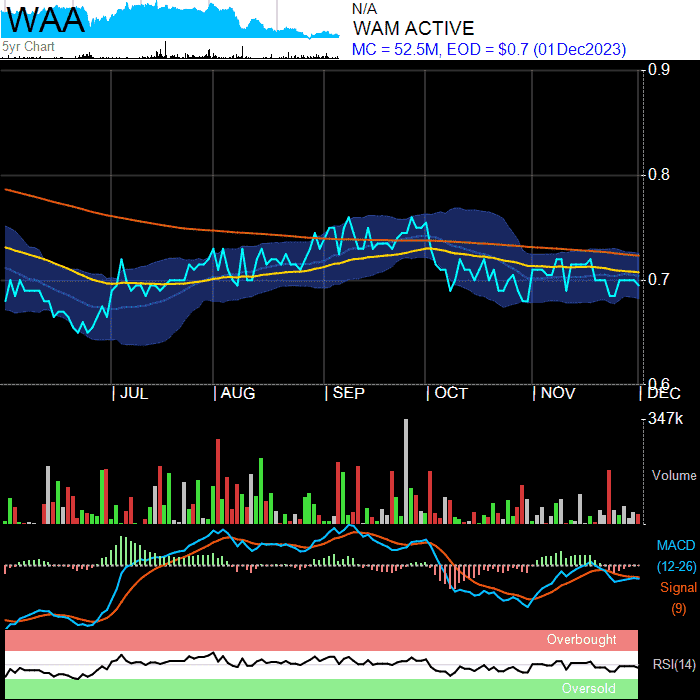 WAA
5yr Chart
N/A
WAM ACTIVE
MC = 52.5M, EOD = $0.7 (01Dec2023)
0.9
0.8
0.7
0.6
JUL
AUG
SEP
OCT
NOV
DEC
347k
Volume
MACD
(12-26)
Signal
(9)
Overbought
RSI(14)
Oversold